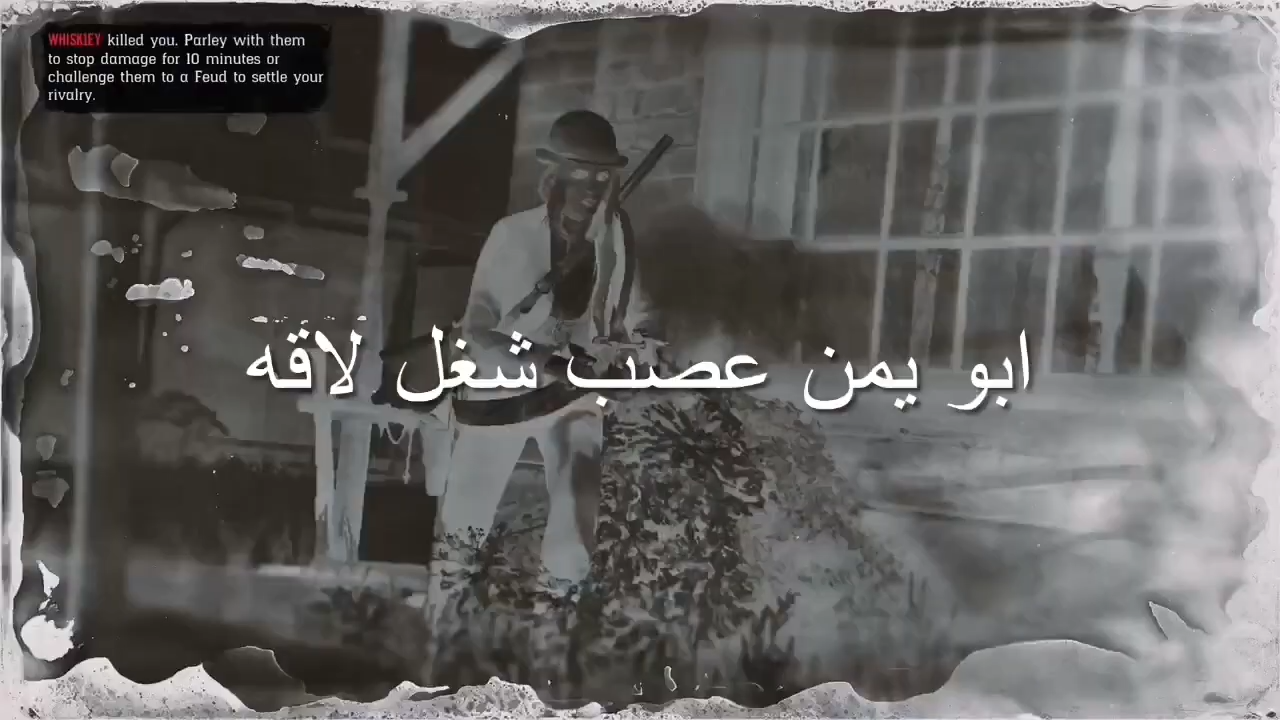 WHISK1EY killed you. Parley with them
to stop damage for 10 minutes or
challenge them to a Feud to settle your
rivalry.
ابو يمن عصب شغل لاقه